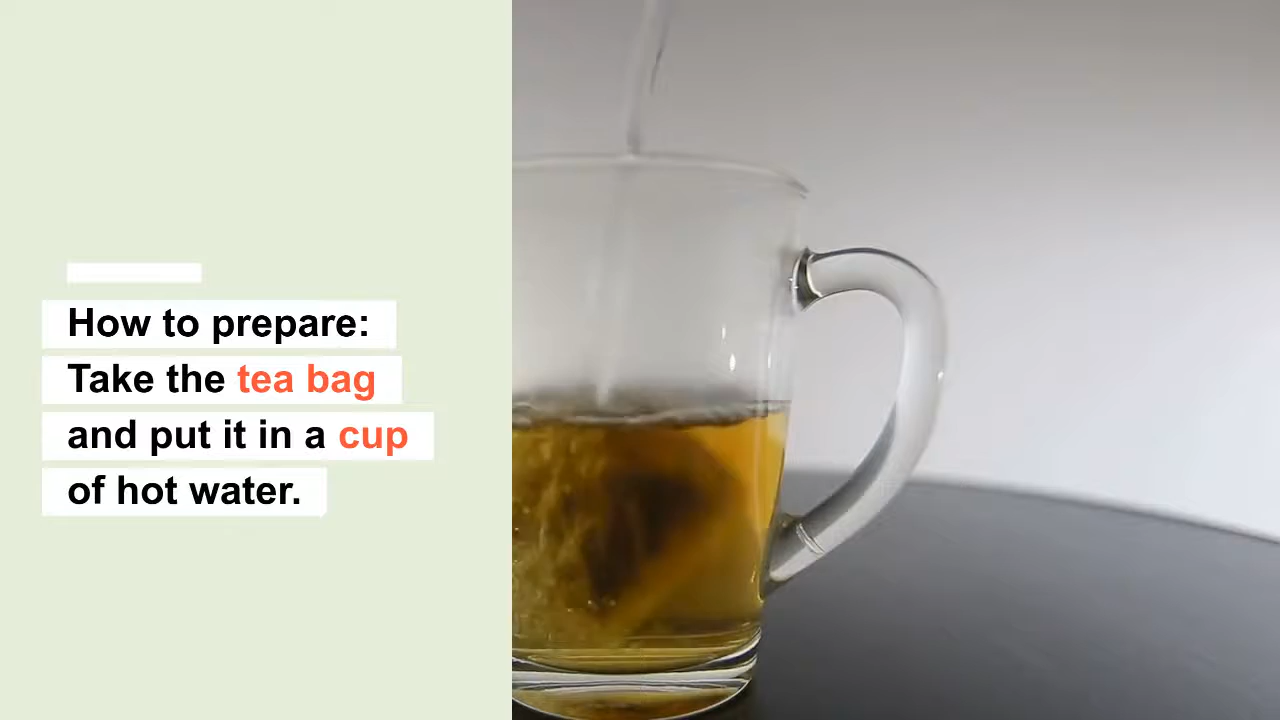 How to prepare:
Take the tea bag
and put it in a cup
of hot water.